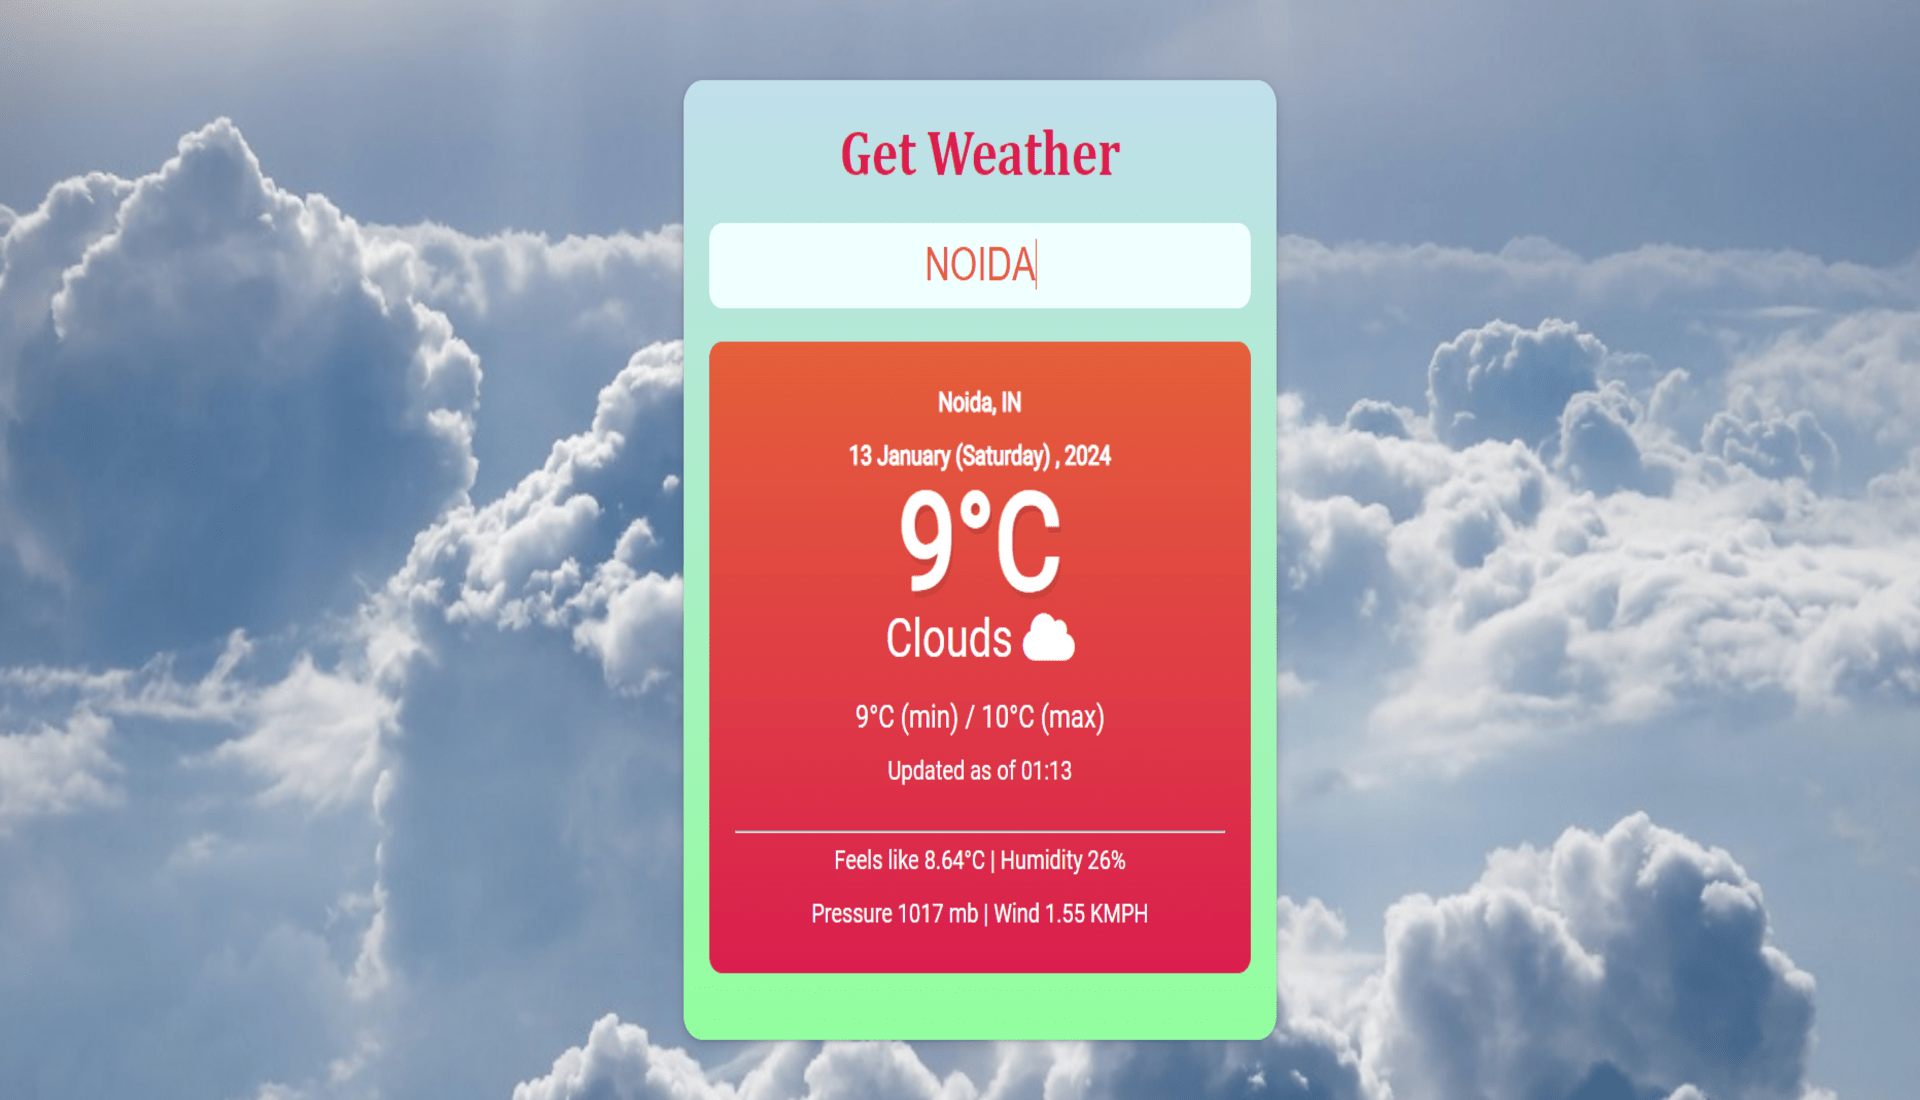 Get Weather
NOIDA
Noida, IN
13 January (Saturday) , 2024
9°C
Clouds
9°C (min) / 10°C (max)
Updated as of 01:13
Feels like 8.64°C | Humidity 26%
Pressure 1017 mb | Wind 1.55 KMPH